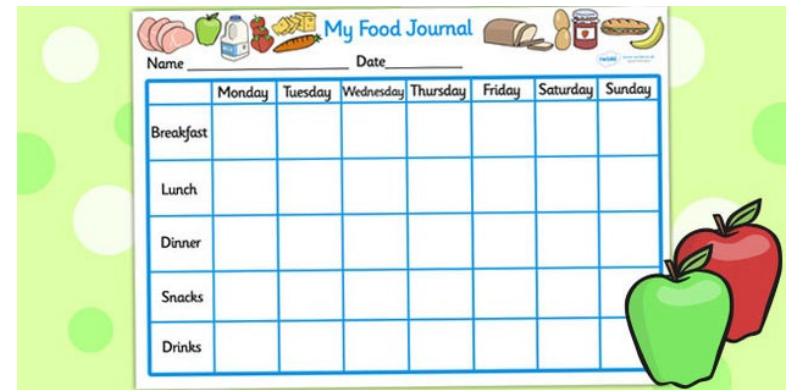 My Food Journal
Name
Date
Monday Tuesday Wednesday Thursday Friday Saturday Sunday
Breakfast
Lunch
Dinner
Snacks
Drinks